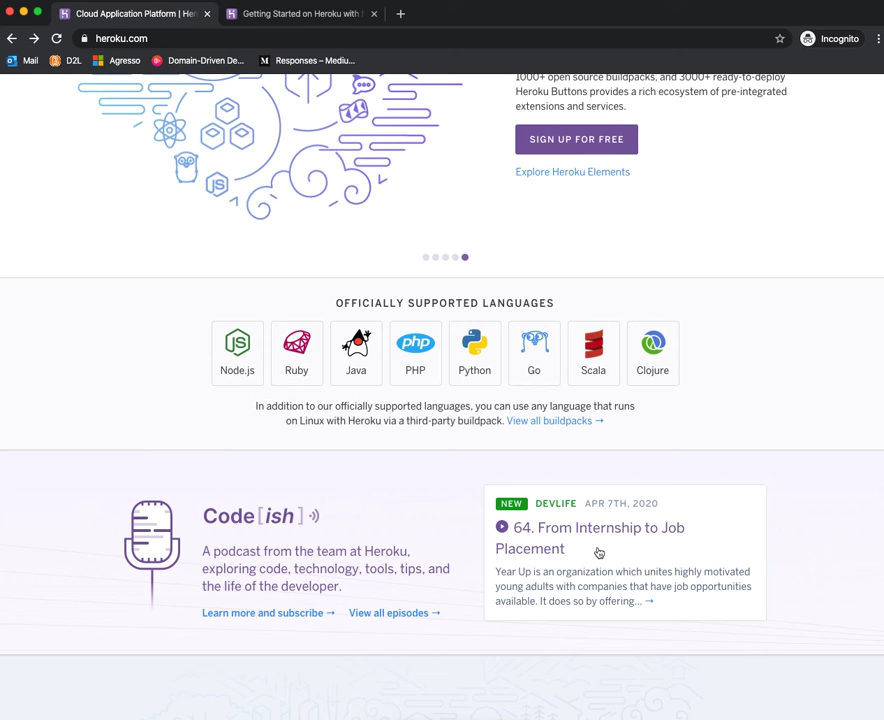 Cloud Application Platform | Her
Getting Started on Heroku with
heroku.com
Incognito
Mail
D2L
Agresso
Domain-Driven De...
Responses – Mediu...
1000+ open source buildpacks, and 3000+ ready-to-deploy
Heroku Buttons provides a rich ecosystem of pre-integrated
extensions and services.
SIGN UP FOR FREE
Explore Heroku Elements
JS
OFFICIALLY SUPPORTED LANGUAGES
JS
php
Node.js
Ruby
Java
PHP
Python
Go
Scala
Clojure
In addition to our officially supported languages, you can use any language that runs
on Linux with Heroku via a third-party buildpack. View all buildpacks →
Code[ish]
A podcast from the team at Heroku,
exploring code, technology, tools, tips, and
the life of the developer.
Learn more and subscribe → View all episodes →
NEW DEVLIFE APR 7TH, 2020
64. From Internship to Job
Placement
Year Up is an organization which unites highly motivated
young adults with companies that have job opportunities
available. It does so by offering... →